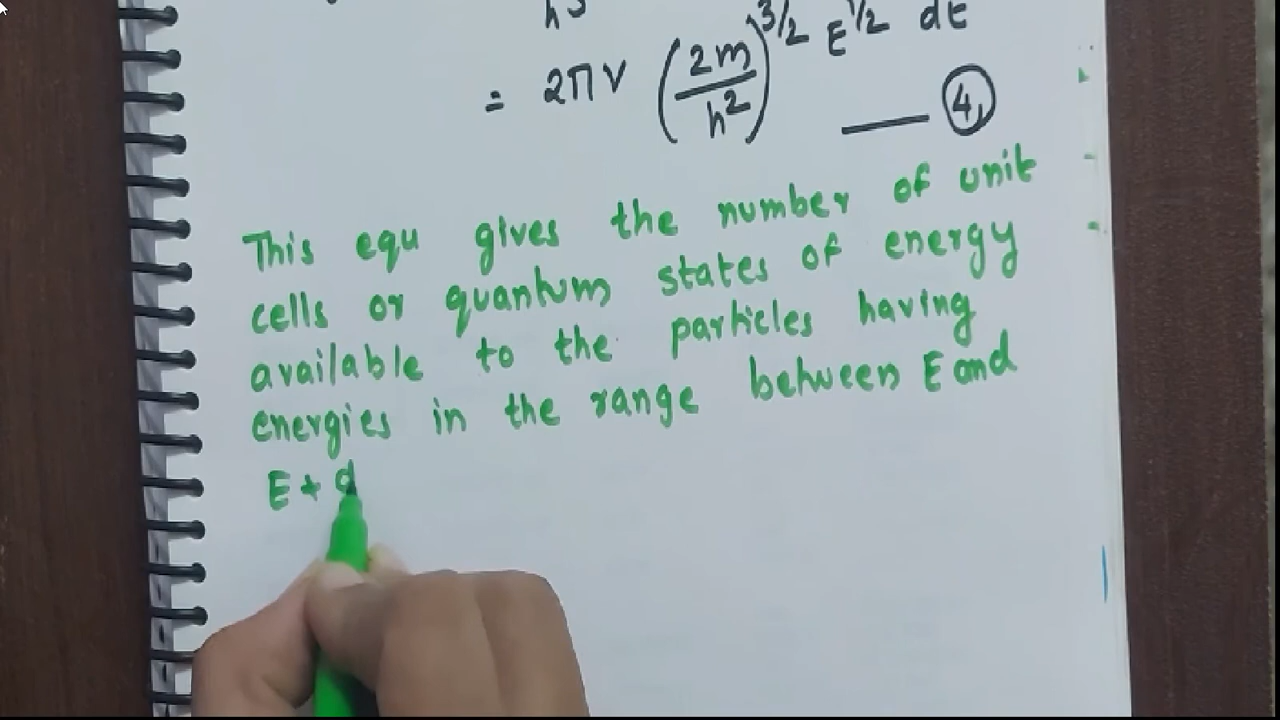 h3
= 2ΠV (2m/h²)^3/2 E^1/2 dE
——— ④
This equ gives the number of unit
cells or quantum states of energy
available to the particles having
energies in the range between E and
E + d